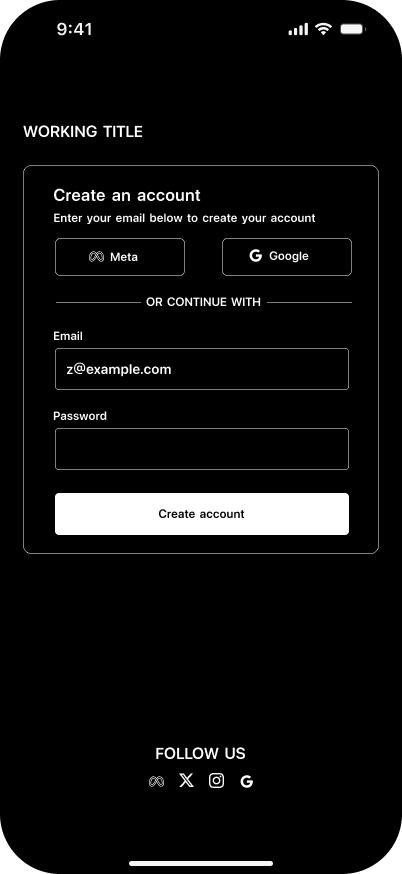 9:41
WORKING TITLE
Create an account
Enter your email below to create your account
Meta
Google
OR CONTINUE WITH
Email
z@example.com
Password
Create account
FOLLOW US